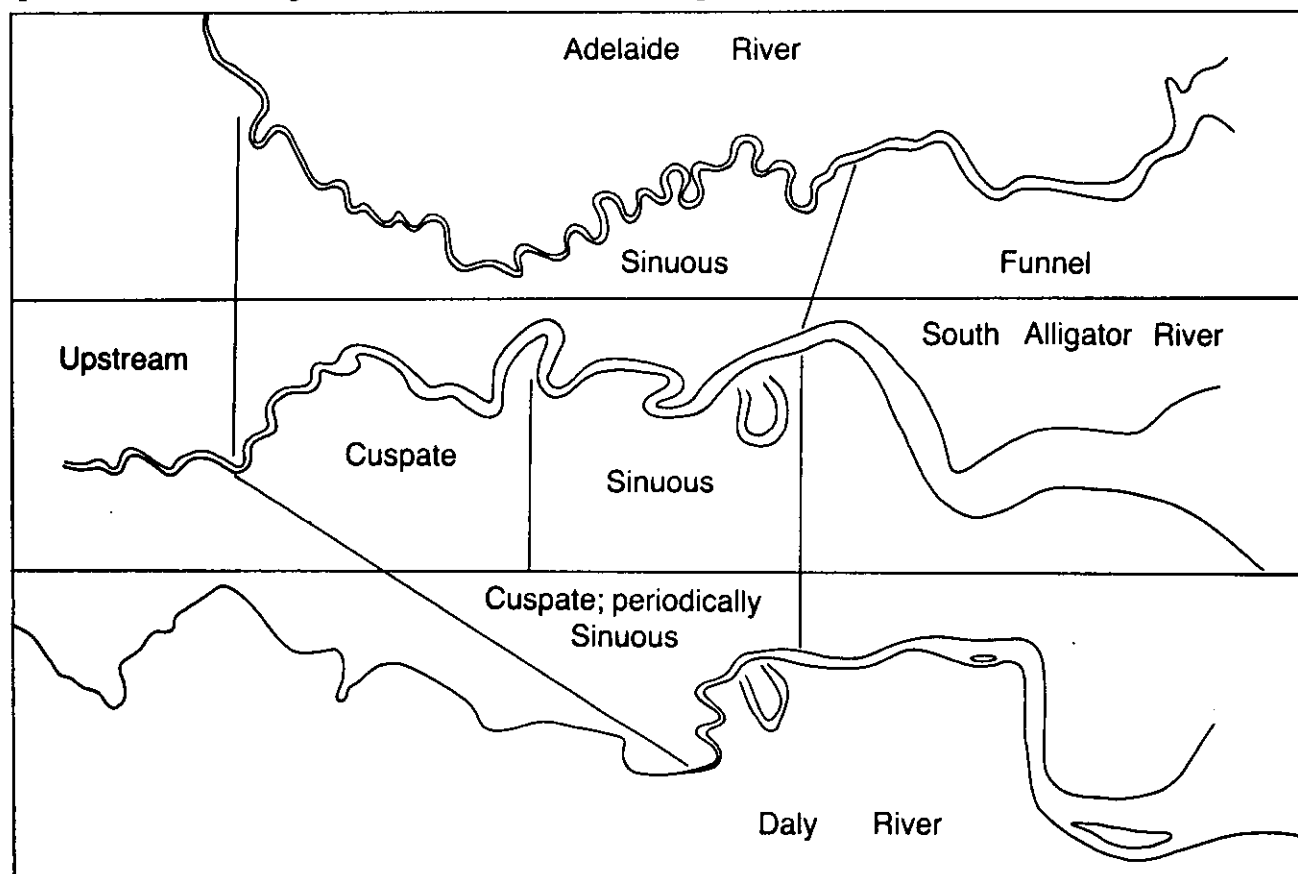 Adelaide River
Sinuous
Funnel
Upstream
South Alligator River
Cuspate
Sinuous
Cuspate; periodically
Sinuous
Daly River